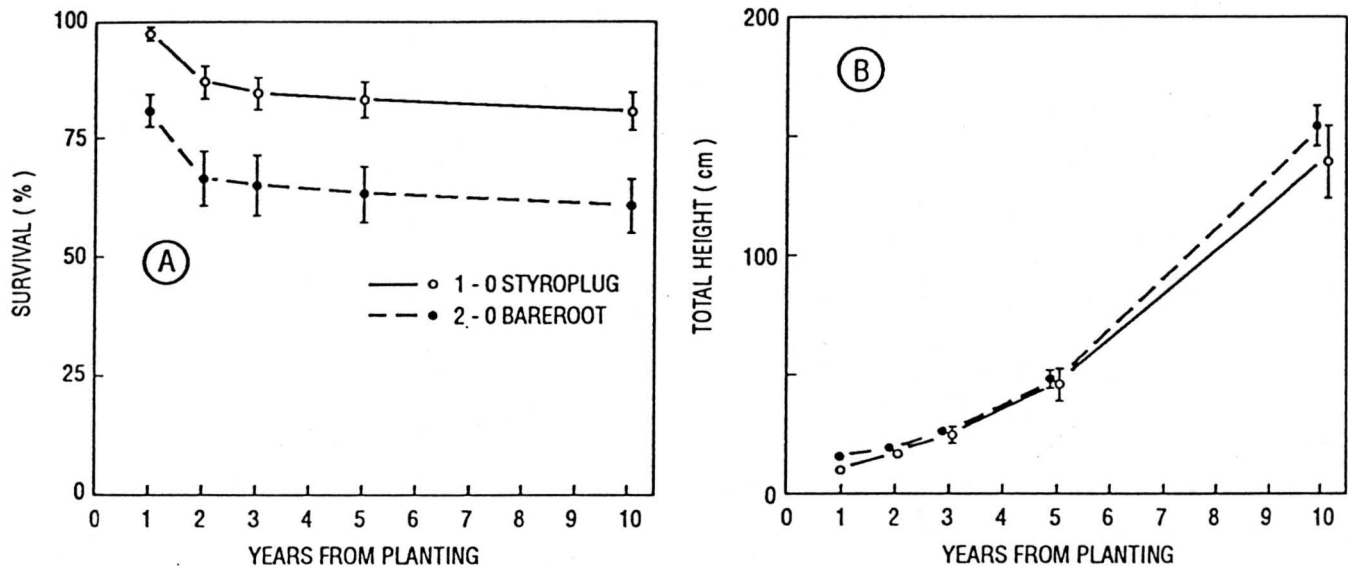 100
75
50
25
0
SURVIVAL ( % )
A
1 - 0 STYROPLUG
2 - 0 BAREROOT
0 1 2 3 4 5 6 7 8 9 10
YEARS FROM PLANTING
200
100
0
TOTAL HEIGHT ( cm )
B
0 1 2 3 4 5 6 7 8 9 10
YEARS FROM PLANTING